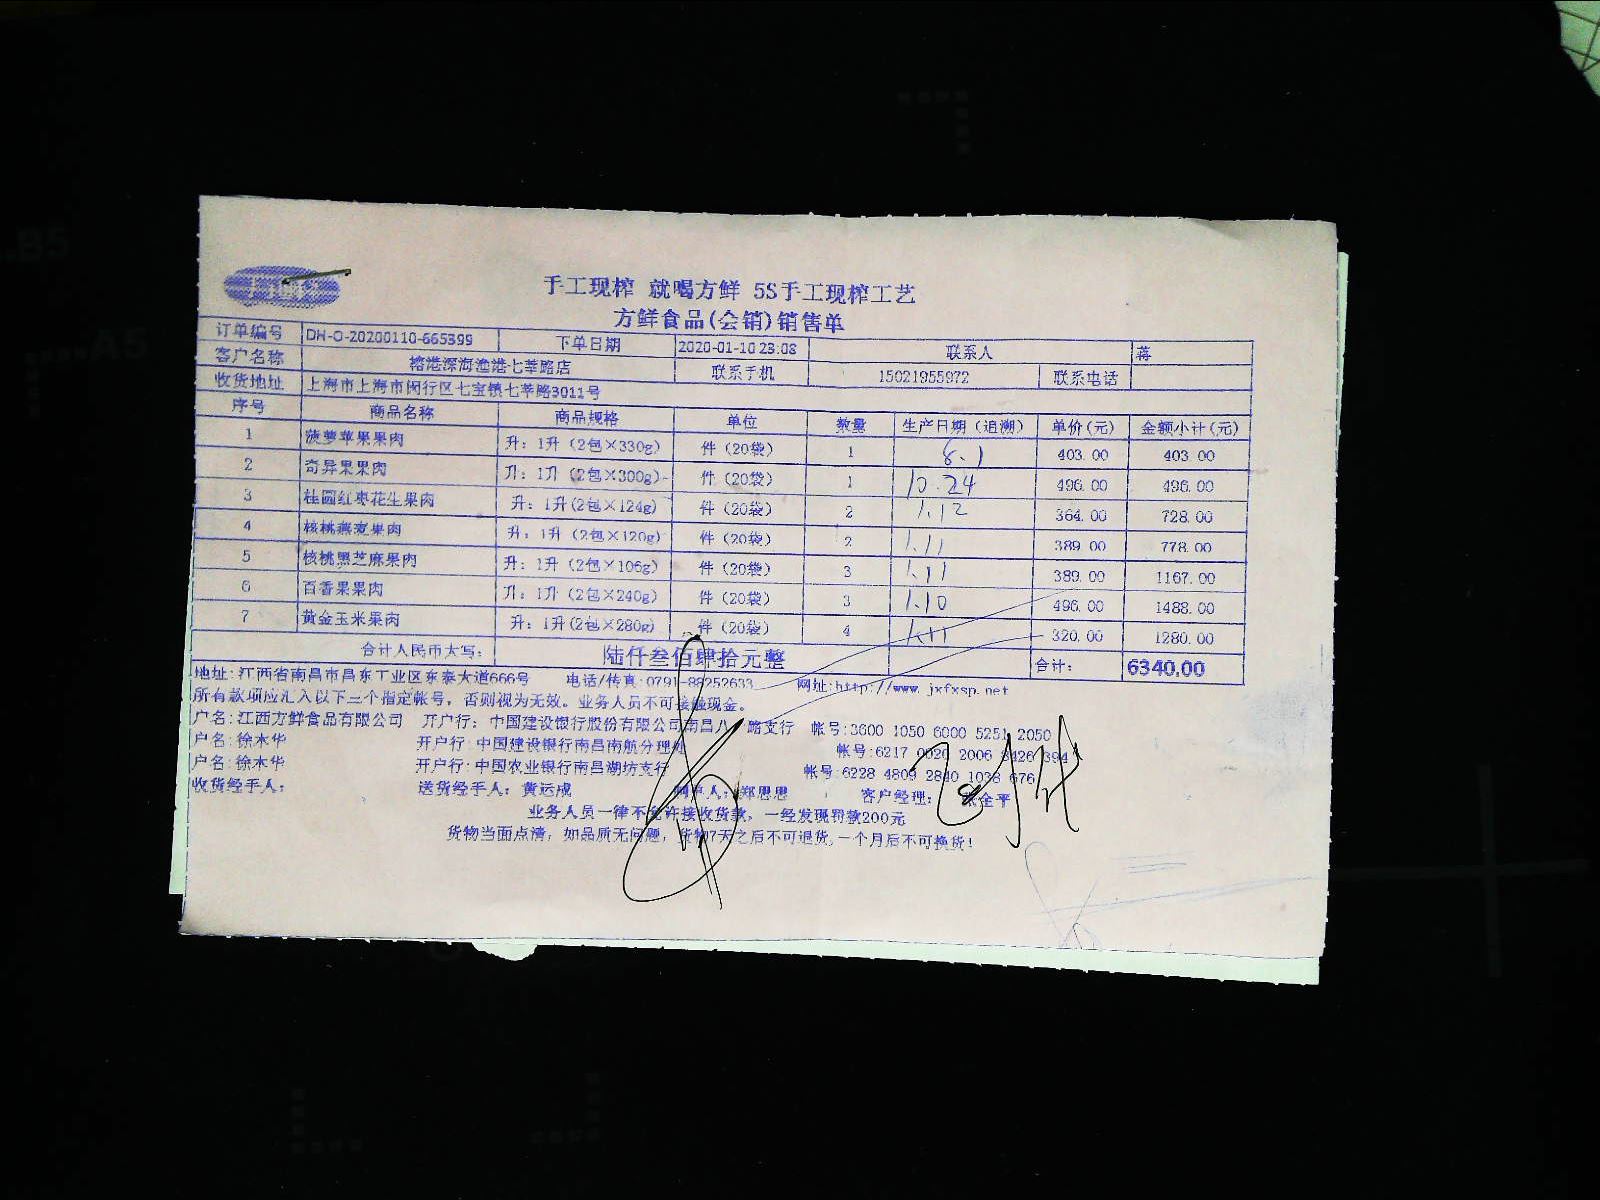 手工现榨 就喝方鲜 5S手工现榨工艺
方鲜食品(会销)销售单
订单编号 DH-O-20200110-665399 下单日期 2020-01-10 23:08 联系人 蒋
客户名称 榕港深海渔港七莘路店 联系手机 15021955972 联系电话
收货地址 上海市上海市闵行区七宝镇七莘路3011号
序号 商品名称 商品规格 单位 数量 生产日期(追溯) 单价(元) 金额小计(元)
1 菠萝苹果果肉 升: 1升 (2包×330g) 件 (20袋) 1 8.1 403.00 403.00
2 奇异果果肉 升: 1升 (2包×300g) 件 (20袋) 1 10.24 496.00 496.00
3 桂圆红枣花生果肉 升: 1升(2包×124g) 件 (20袋) 2 1.12 364.00 728.00
4 核桃燕麦果肉 升: 1升 (2包×120g) 件 (20袋) 2 1.11 389.00 778.00
5 核桃黑芝麻果肉 升: 1升 (2包×106g) 件 (20袋) 3 1.11 389.00 1167.00
6 百香果果肉 升: 1升 (2包×240g) 件 (20袋) 3 1.10 496.00 1488.00
7 黄金玉米果肉 升: 1升(2包×280g) 件 (20袋) 4 1.11 320.00 1280.00
合计人民币大写: 陆仟叁佰肆拾元整 合计: 6340.00
地址:江西省南昌市昌东工业区东泰大道666号 电话/传真:0791-88252633 网址:http://www.jxfxsp.net
所有款项应汇入以下三个指定帐号, 否则视为无效。业务人员不可接触现金。
户名:江西方鲜食品有限公司 开户行: 中国建设银行股份有限公司南昌八一路支行 帐号:3600 1050 6000 5251 2050
户名:徐木华 开户行:中国建设银行南昌南航分理处 帐号:6217 0020 2006 8426 394
户名:徐木华 开户行:中国农业银行南昌湖坊支行 帐号:6228 4809 2840 1038 676
收货经手人: 送货经手人: 黄运成 制单人: 郑思思 客户经理: 张全平
业务人员一律不允许接收货款, 一经发现罚款200元
货物当面点清, 如品质无问题, 货物7天之后不可退货,一个月后不可换货!